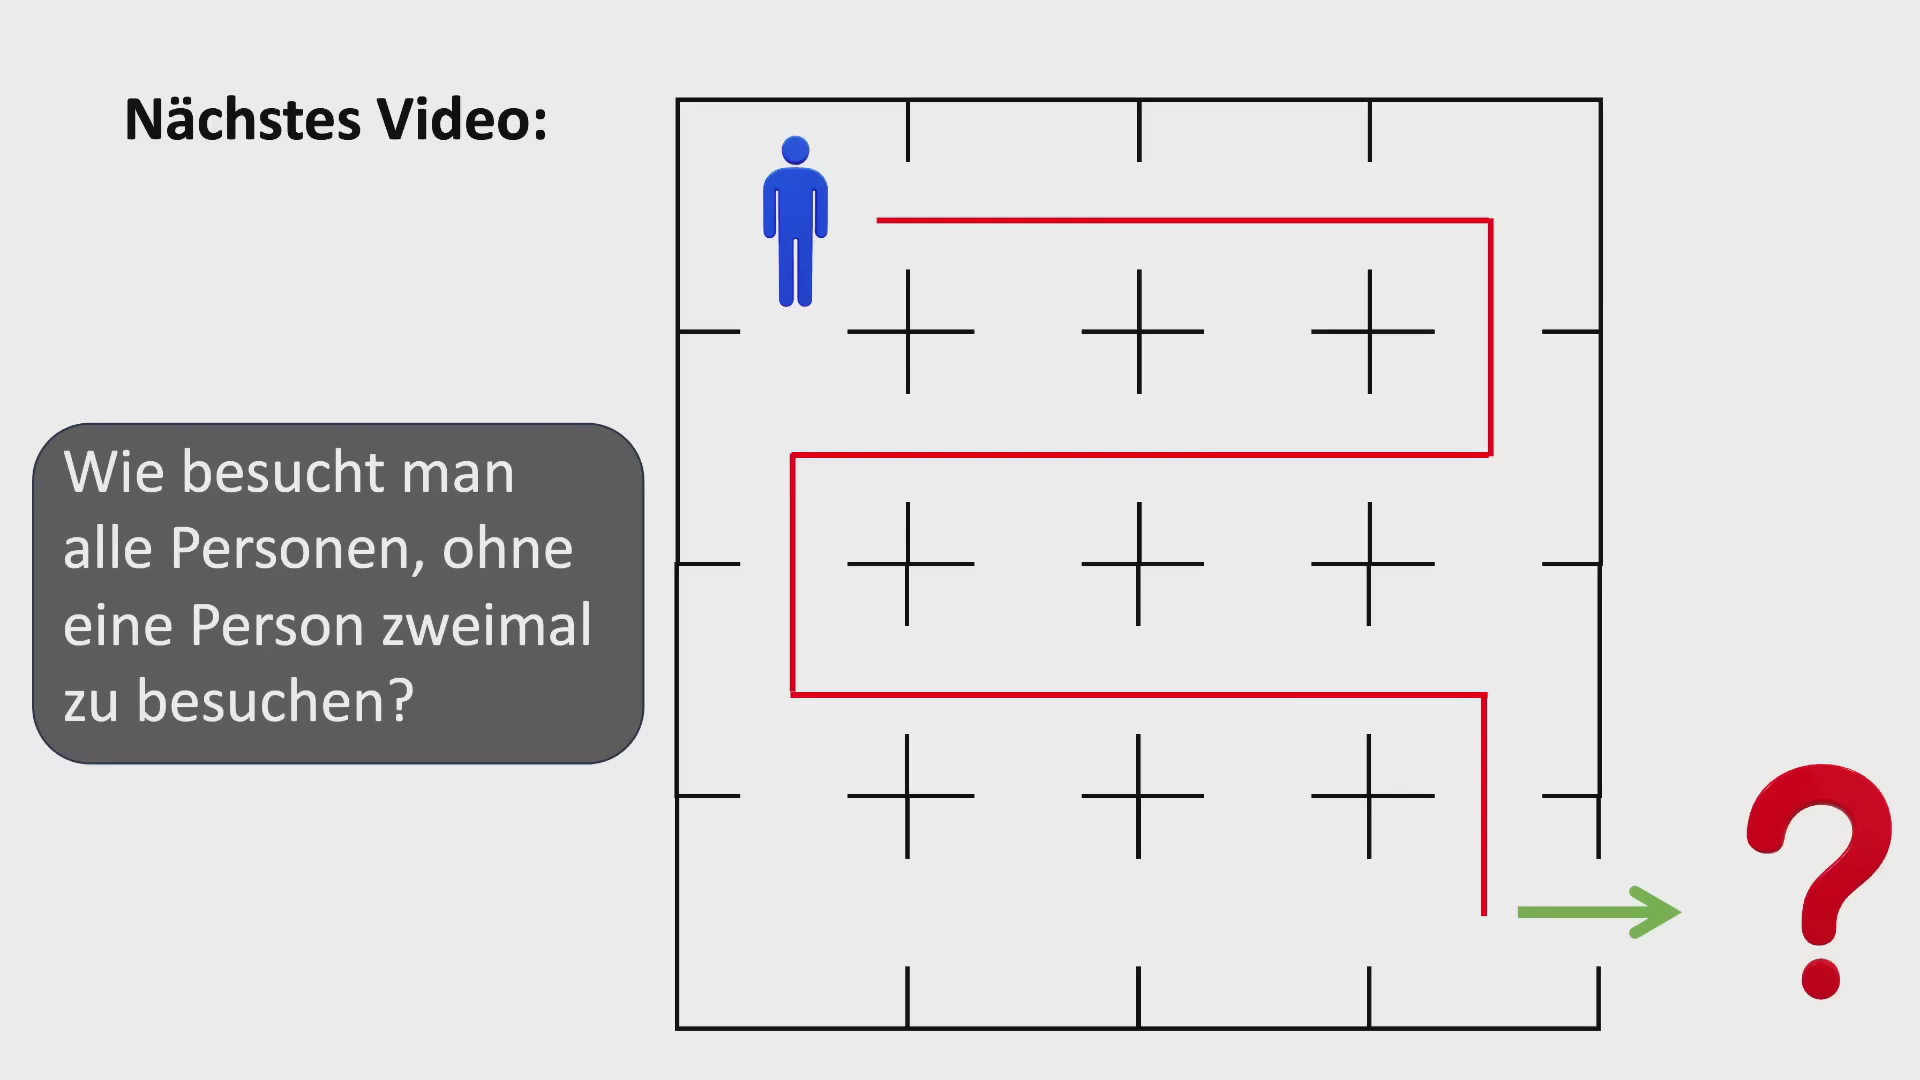 Nächstes Video:
Wie besucht man
alle Personen, ohne
eine Person zweimal
zu besuchen?
?